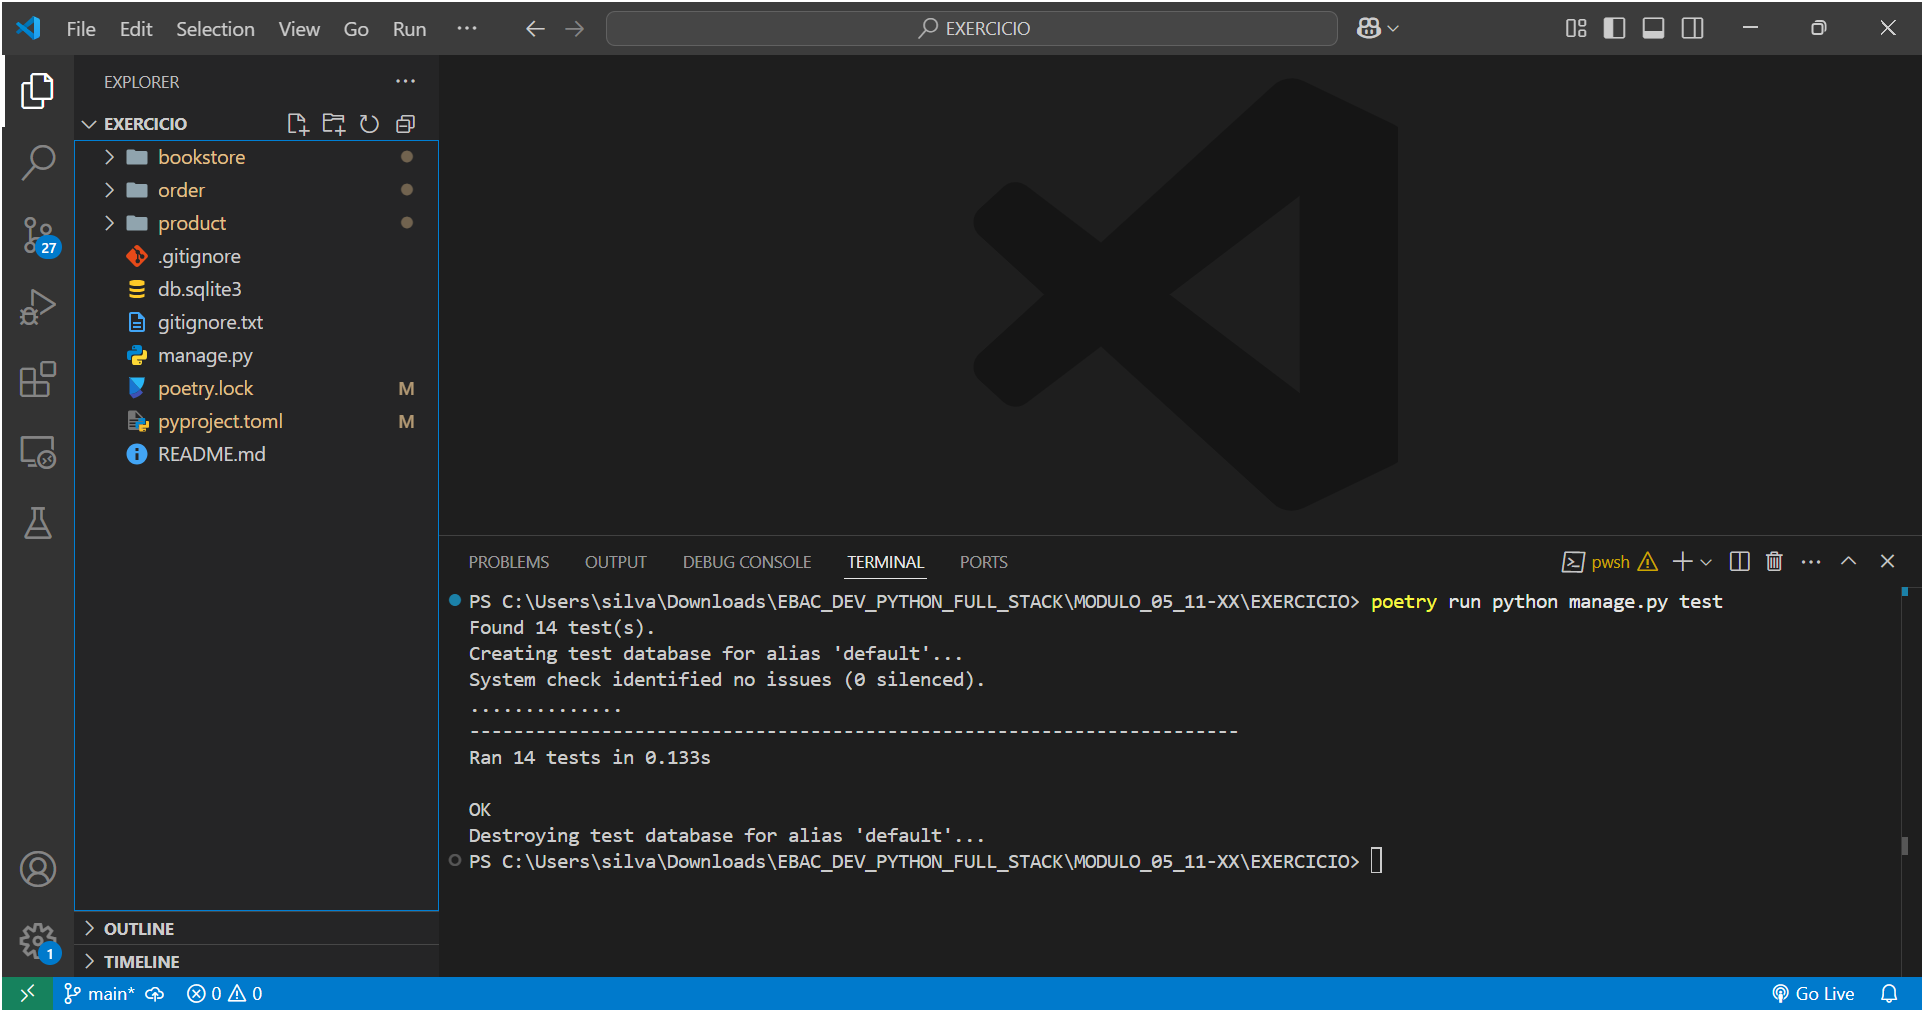 File Edit Selection View Go Run ...
EXERCICIO
EXPLORER
EXERCICIO
bookstore
order
product
.gitignore
db.sqlite3
gitignore.txt
manage.py
poetry.lock M
pyproject.toml M
README.md
27
1
OUTLINE
TIMELINE
PROBLEMS OUTPUT DEBUG CONSOLE TERMINAL PORTS
pwsh
PS C:\Users\silva\Downloads\EBAC_DEV_PYTHON_FULL_STACK\MODULO_05_11-XX\EXERCICIO> poetry run python manage.py test
Found 14 test(s).
Creating test database for alias 'default'...
System check identified no issues (0 silenced).
..............
----------------------------------------------------------------------
Ran 14 tests in 0.133s
OK
Destroying test database for alias 'default'...
PS C:\Users\silva\Downloads\EBAC_DEV_PYTHON_FULL_STACK\MODULO_05_11-XX\EXERCICIO>
main* 0 0
Go Live